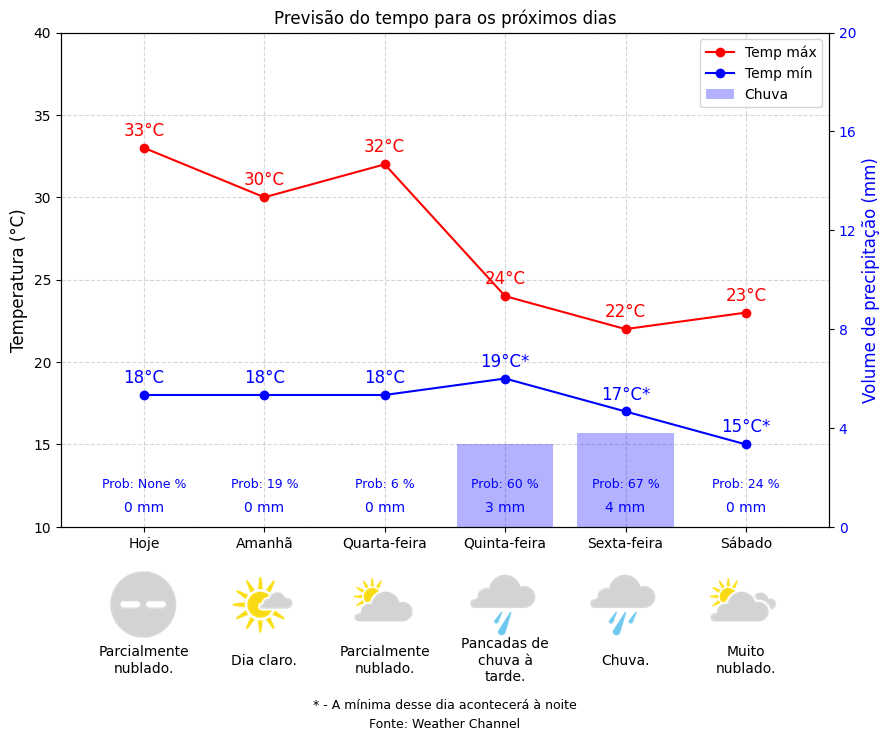 Previsão do tempo para os próximos dias
40
35
30
25
20
15
10
Temperatura (°C)
20
16
12
8
4
0
Volume de precipitação (mm)
Temp máx
Temp mín
Chuva
33°C
30°C
32°C
24°C
22°C
23°C
18°C
18°C
18°C
19°C*
17°C*
15°C*
Prob: None %
Prob: 19 %
Prob: 6 %
Prob: 60 %
Prob: 67 %
Prob: 24 %
0 mm
0 mm
0 mm
3 mm
4 mm
0 mm
Hoje
Amanhã
Quarta-feira
Quinta-feira
Sexta-feira
Sábado
Parcialmente
nublado.
Dia claro.
Parcialmente
nublado.
Pancadas de
chuva à
tarde.
Chuva.
Muito
nublado.
* - A mínima desse dia acontecerá à noite
Fonte: Weather Channel